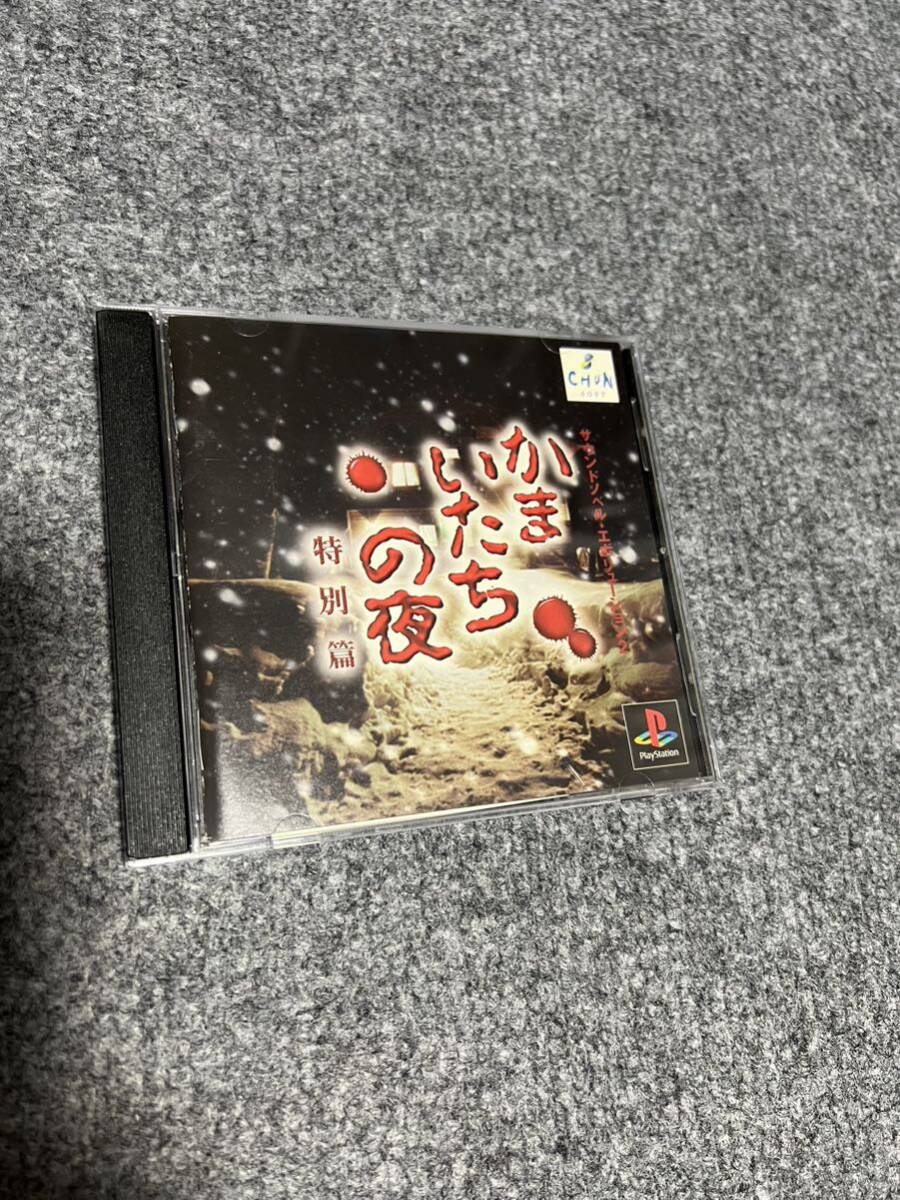 CHUN
SOFT
サウンドノベル・エボリューション2
かま
いたち
の夜
特別篇
PlayStation